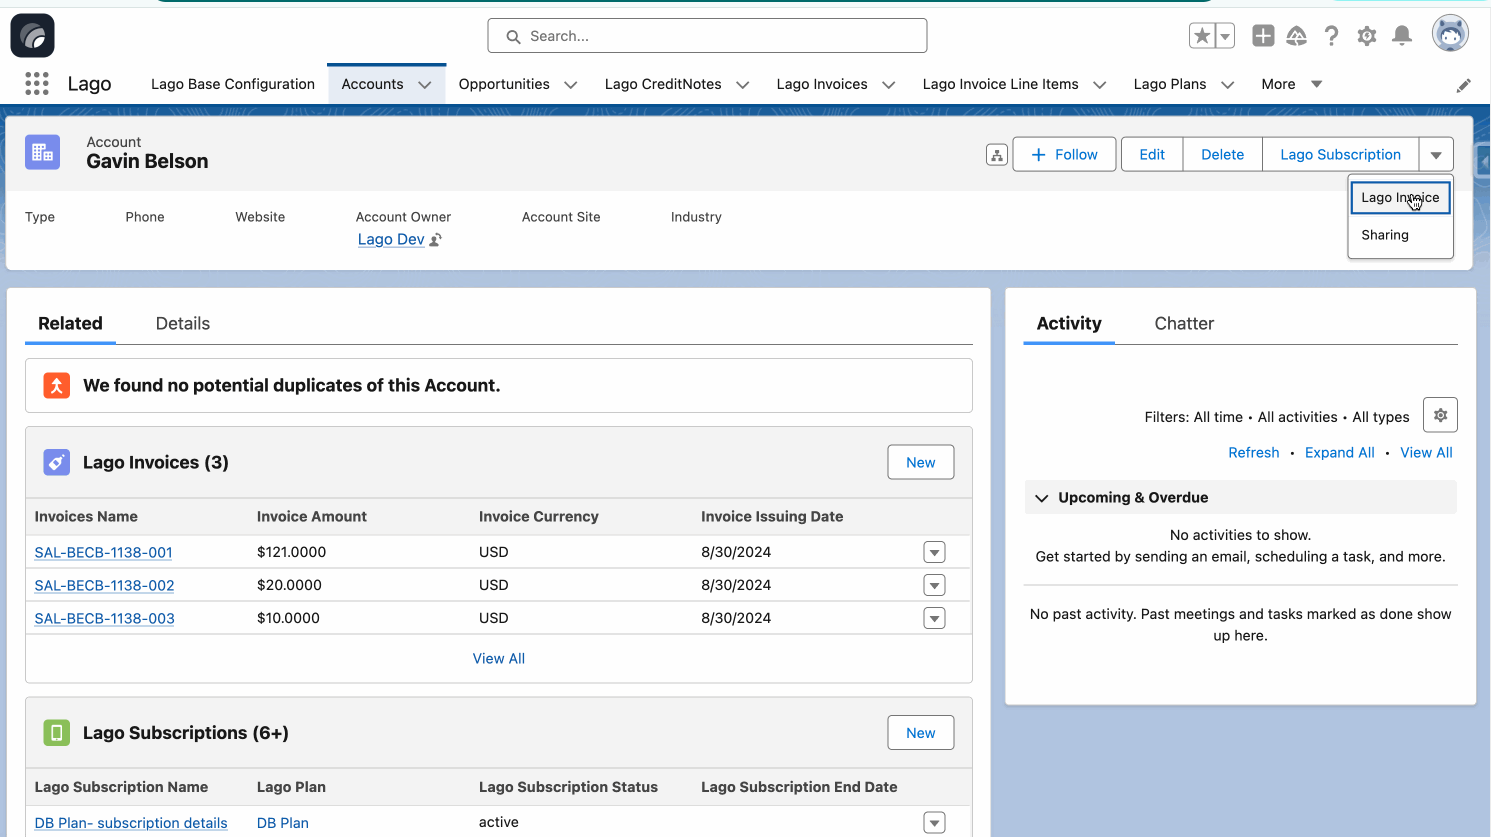 Search...
Lago
Lago Base Configuration
Accounts
Opportunities
Lago CreditNotes
Lago Invoices
Lago Invoice Line Items
Lago Plans
More
Account
Gavin Belson
Follow
Edit
Delete
Lago Subscription
Lago Invoice
Sharing
Type
Phone
Website
Account Owner
Account Site
Industry
Lago Dev
Related
Details
We found no potential duplicates of this Account.
Lago Invoices (3)
New
Invoices Name Invoice Amount Invoice Currency Invoice Issuing Date
SAL-BECB-1138-001 $121.0000 USD 8/30/2024
SAL-BECB-1138-002 $20.0000 USD 8/30/2024
SAL-BECB-1138-003 $10.0000 USD 8/30/2024
View All
Lago Subscriptions (6+)
New
Lago Subscription Name Lago Plan Lago Subscription Status Lago Subscription End Date
DB Plan- subscription details DB Plan active
Activity
Chatter
Filters: All time • All activities • All types
Refresh • Expand All • View All
Upcoming & Overdue
No activities to show.
Get started by sending an email, scheduling a task, and more.
No past activity. Past meetings and tasks marked as done show
up here.